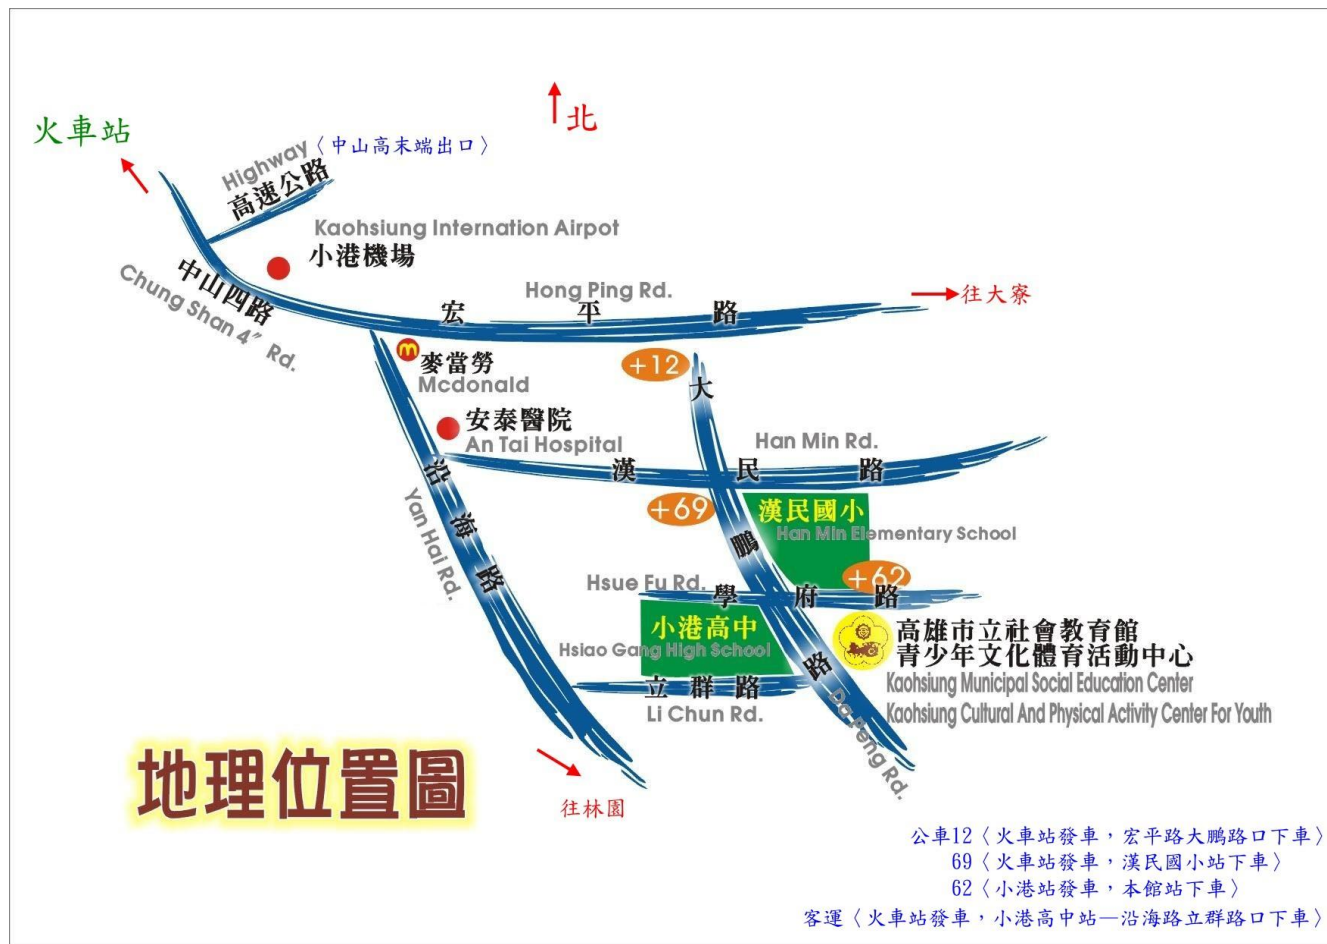 北
火車站
Highway
〈中山高末端出口〉
高速公路
Kaohsiung Internation Airpot
小港機場
中山四路
Chung Shan 4" Rd.
Hong Ping Rd.
宏平路
往大寮
麥當勞
Mcdonald
+12
安泰醫院
An Tai Hospital
Han Min Rd.
漢民路
沿海路
Yan Hai Rd.
大鵬路
Da Peng Rd.
+69
漢民國小
Han Min Elementary School
+62
Hsue Fu Rd.
學府路
小港高中
Hsiao Gang High School
立群路
Li Chun Rd.
高雄市立社會教育館
青少年文化體育活動中心
Kaohsiung Municipal Social Education Center
Kaohsiung Cultural And Physical Activity Center For Youth
往林園
地理位置圖
公車12〈火車站發車,宏平路大鵬路口下車〉
69〈火車站發車,漢民國小站下車〉
62〈小港站發車,本館站下車〉
客運〈火車站發車,小港高中站—沿海路立群路口下車〉